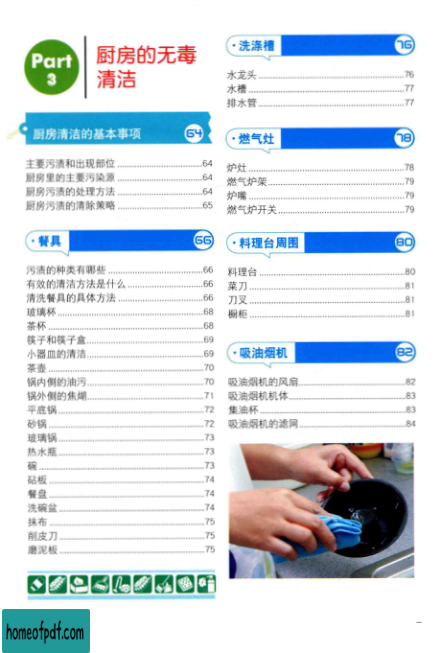 Part 3
厨房的无毒
清洁
厨房清洁的基本事项 64
主要污渍和出现部位 64
厨房里的主要污染源 64
厨房污渍的处理方法 64
厨房污渍的清除策略 65
·餐具 66
污渍的种类有哪些 66
有效的清洁方法是什么 66
清洗餐具的具体方法 66
玻璃杯 68
茶杯 68
筷子和筷子盒 69
小器皿的清洁 69
茶壶 70
锅内侧的油污 70
锅外侧的焦煳 71
平底锅 72
砂锅 72
玻璃锅 73
热水瓶 73
碗 73
砧板 74
餐盘 74
洗碗盆 74
抹布 75
削皮刀 75
磨泥板 75
·洗涤槽 76
水龙头 76
水槽 77
排水管 77
·燃气灶 78
炉灶 78
燃气炉架 79
炉嘴 79
燃气炉开关 79
·料理台周围 80
料理台 80
菜刀 81
刀叉 81
橱柜 81
·吸油烟机 82
吸油烟机的风扇 82
吸油烟机机体 83
集油杯 83
吸油烟机的滤网 84
homeofpdf.com